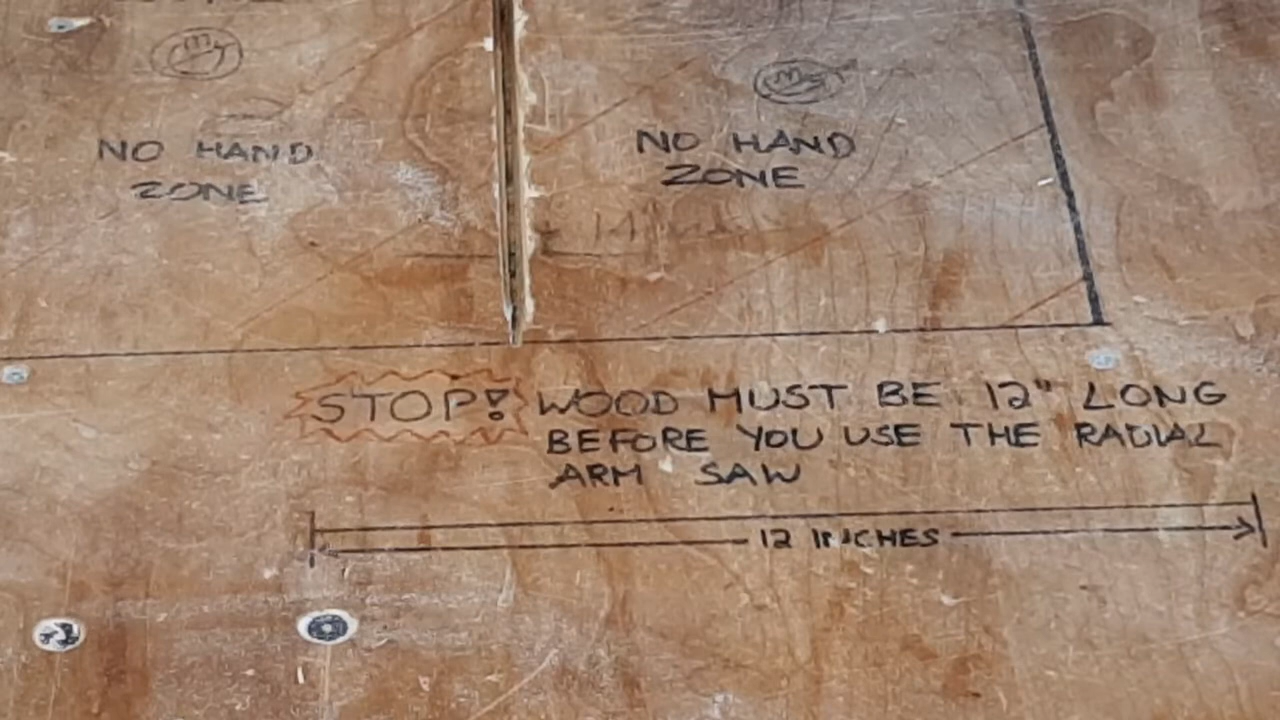 NO HAND
ZONE
NO HAND
ZONE
14"
STOP! WOOD MUST BE 12" LONG
BEFORE YOU USE THE RADIAL
ARM SAW
12 INCHES